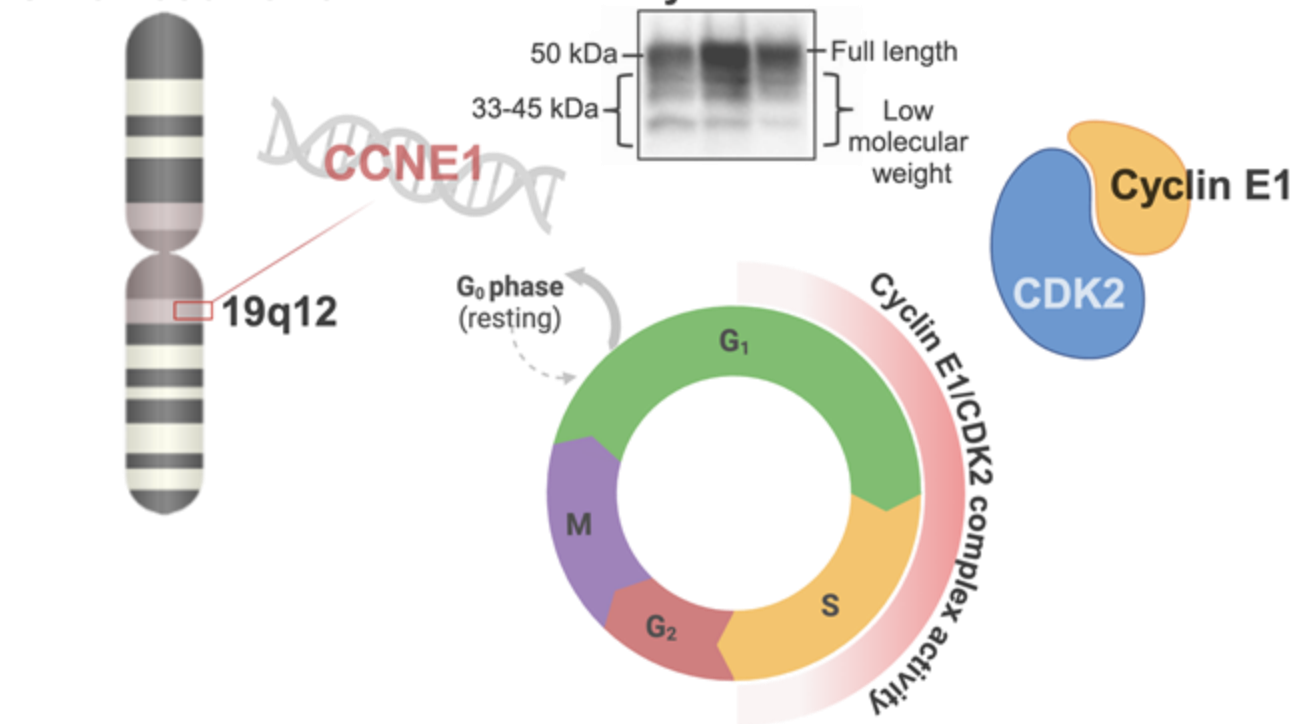 50 kDa
Full length
33-45 kDa
Low
molecular
weight
CCNE1
Cyclin E1
CDK2
19q12
G₀ phase
(resting)
G₁
Cyclin E1/CDK2 complex activity
M
S
G₂